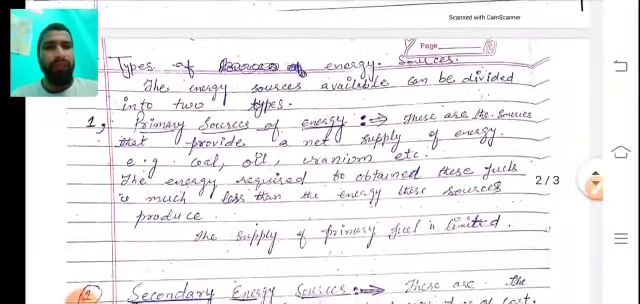 Scanned with CamScanner
Page
Types of energy. Sources.
The energy sources available can be divided
into two types.
1, Primary Sources of energy :⇒ These are the sources
that provide a net supply of energy.
e.g. coal, oil, uranium etc.
The energy required to obtained these fuels
is much less than the energy these sources
produce.
The supply of primary fuel is limited.
2/3
2 Secondary Energy Sources :⇒ These are the
cost.